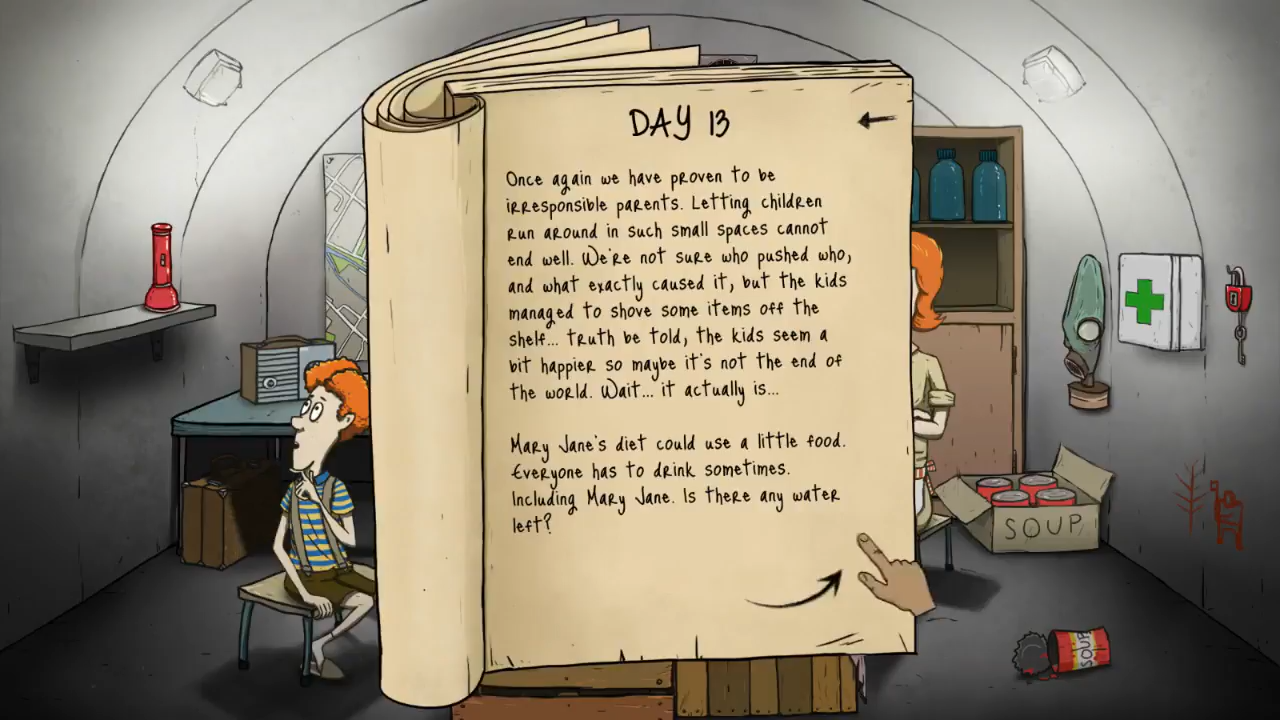 DAY 13
Once again we have proven to be
irresponsible parents. Letting children
run around in such small spaces cannot
end well. We're not sure who pushed who,
and what exactly caused it, but the kids
managed to shove some items off the
shelf... truth be told, the kids seem a
bit happier so maybe it's not the end of
the world. Wait... it actually is...
Mary Jane's diet could use a little food.
Everyone has to drink sometimes.
Including Mary Jane. Is there any water
left?
SOUP
SOUP